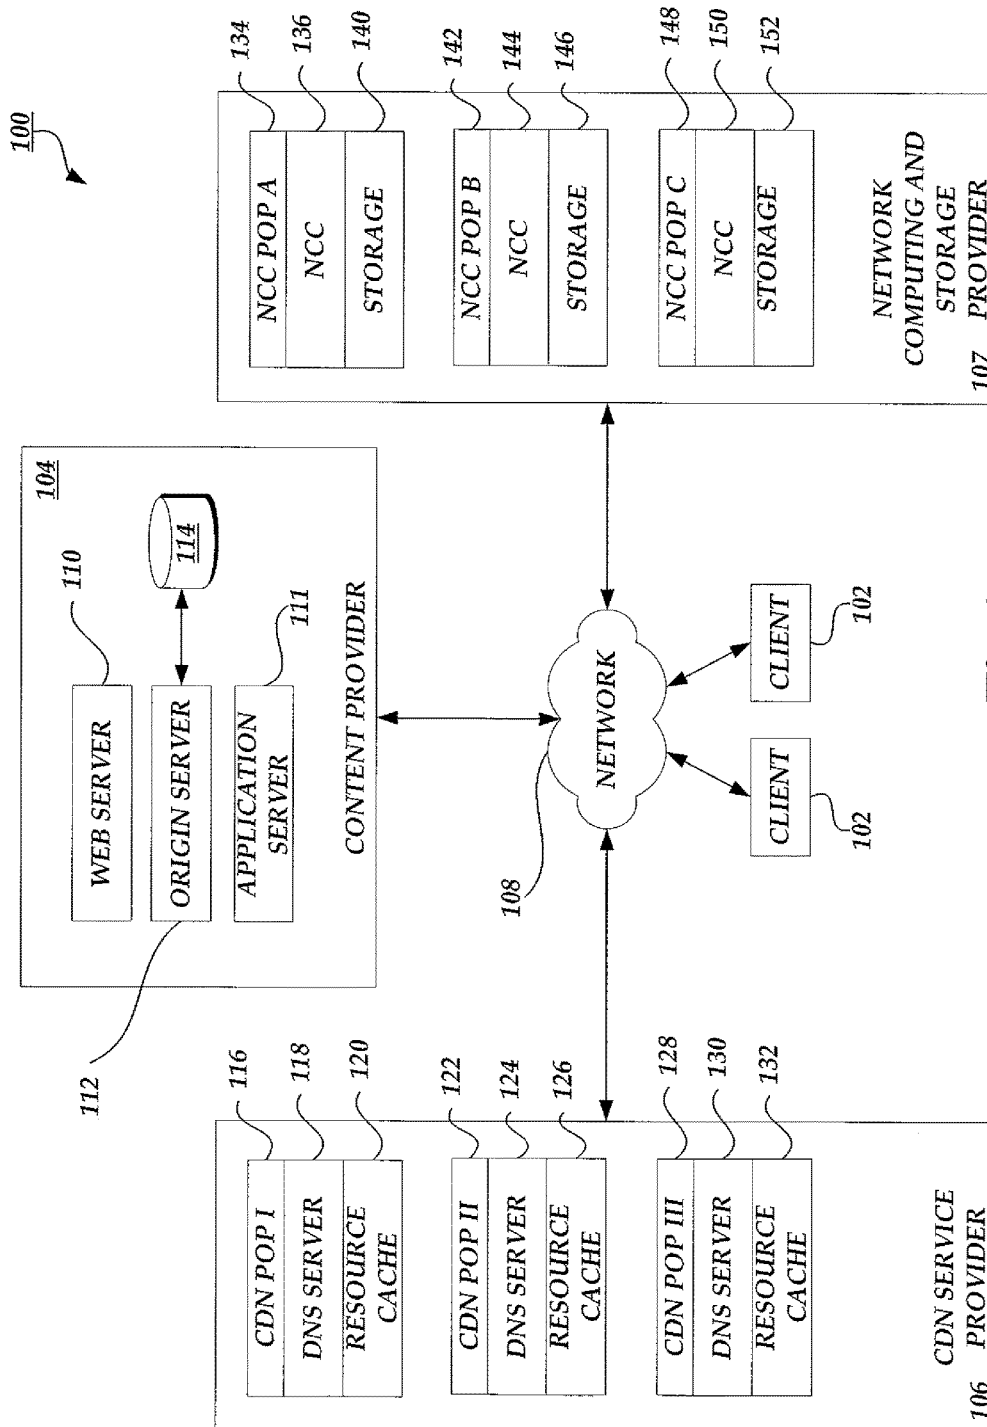 100
104
WEB SERVER
110
ORIGIN SERVER
114
112
APPLICATION
SERVER
111
CONTENT PROVIDER
CDN POP I
116
DNS SERVER
118
RESOURCE
CACHE
120
CDN POP II
122
DNS SERVER
124
RESOURCE
CACHE
126
CDN POP III
128
DNS SERVER
130
RESOURCE
CACHE
132
CDN SERVICE
PROVIDER
106
108
NETWORK
CLIENT
102
CLIENT
102
NCC POP A
134
NCC
136
STORAGE
140
NCC POP B
142
NCC
144
STORAGE
146
NCC POP C
148
NCC
150
STORAGE
152
NETWORK
COMPUTING AND
STORAGE
PROVIDER
107